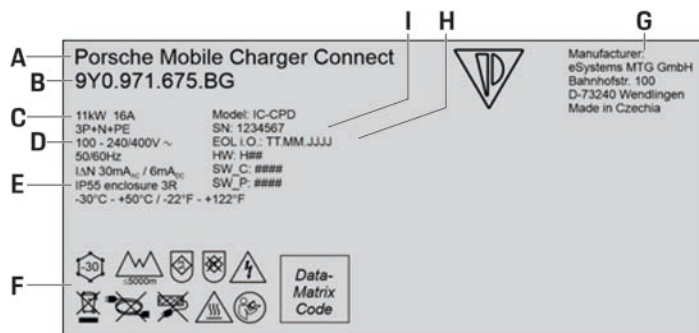 I
H
G
A
Porsche Mobile Charger Connect
B
9Y0.971.675.BG
Manufacturer:
eSystems MTG GmbH
Bahnhofstr. 100
D-73240 Wendlingen
Made in Czechia
C
11kW 16A
3P+N+PE
D
100 - 240/400V ~
50/60Hz
I∆N 30mAAC / 6mADC
E
IP55 enclosure 3R
-30°C - +50°C / -22°F - +122°F
Model: IC-CPD
SN: 1234567
EOL i.O.: TT.MM.JJJJ
HW: H##
SW_C: ####
SW_P: ####
F
-30
≤5000m
Data-
Matrix
Code